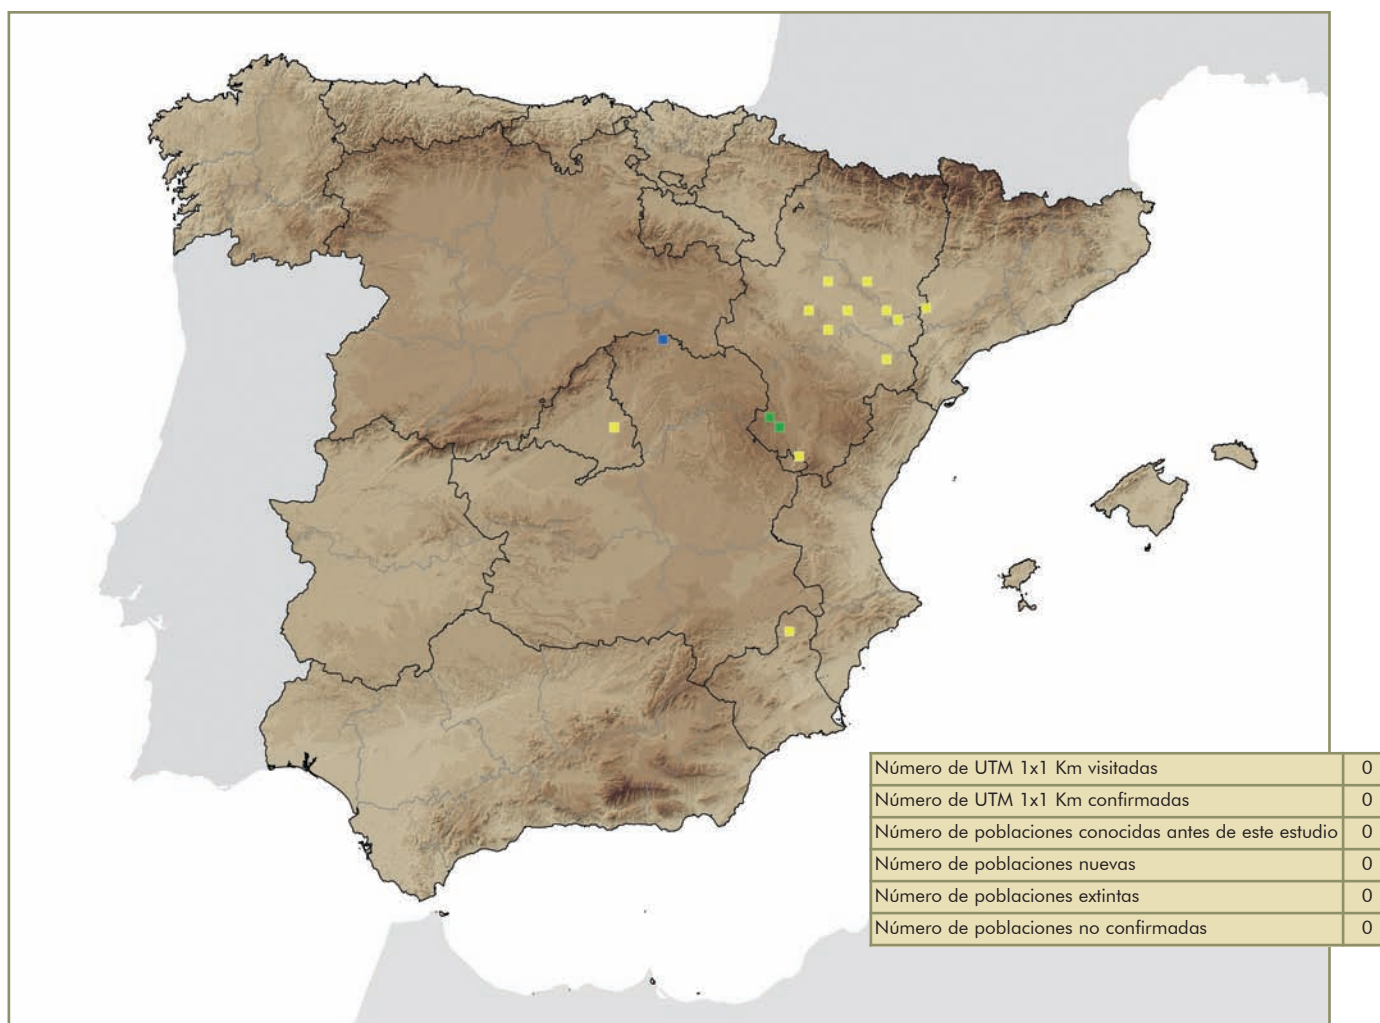 Número de UTM 1x1 Km visitadas 0
Número de UTM 1x1 Km confirmadas 0
Número de poblaciones conocidas antes de este estudio 0
Número de poblaciones nuevas 0
Número de poblaciones extintas 0
Número de poblaciones no confirmadas 0